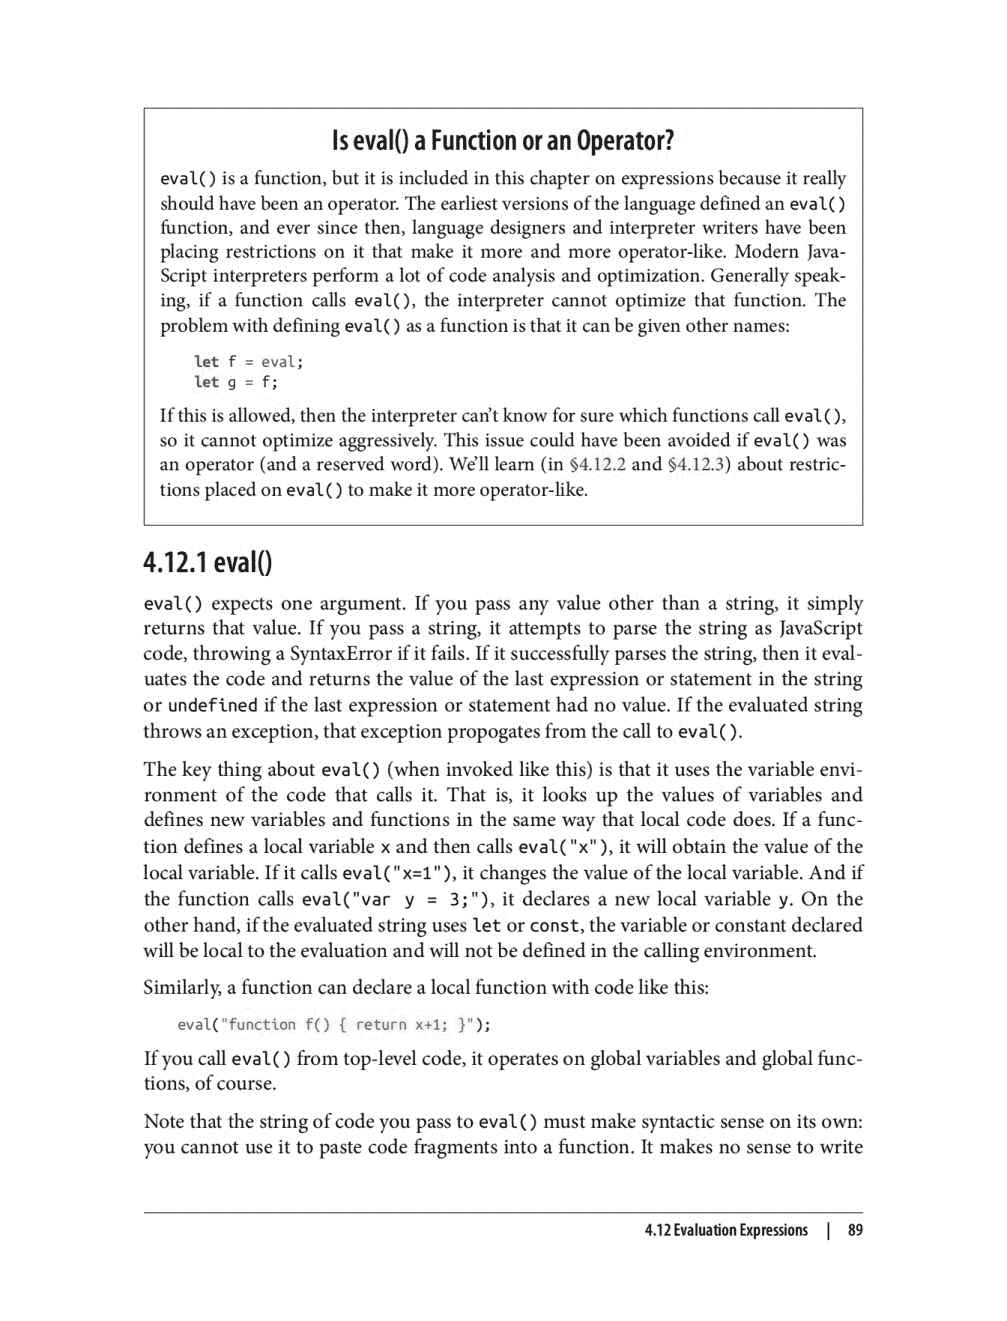 Is eval() a Function or an Operator?
eval() is a function, but it is included in this chapter on expressions because it really
should have been an operator. The earliest versions of the language defined an eval()
function, and ever since then, language designers and interpreter writers have been
placing restrictions on it that make it more and more operator-like. Modern Java-
Script interpreters perform a lot of code analysis and optimization. Generally speak-
ing, if a function calls eval(), the interpreter cannot optimize that function. The
problem with defining eval() as a function is that it can be given other names:
let f = eval;
let g = f;
If this is allowed, then the interpreter can't know for sure which functions call eval(),
so it cannot optimize aggressively. This issue could have been avoided if eval() was
an operator (and a reserved word). We'll learn (in §4.12.2 and §4.12.3) about restric-
tions placed on eval() to make it more operator-like.
4.12.1 eval()
eval() expects one argument. If you pass any value other than a string, it simply
returns that value. If you pass a string, it attempts to parse the string as JavaScript
code, throwing a SyntaxError if it fails. If it successfully parses the string, then it eval-
uates the code and returns the value of the last expression or statement in the string
or undefined if the last expression or statement had no value. If the evaluated string
throws an exception, that exception propogates from the call to eval().
The key thing about eval() (when invoked like this) is that it uses the variable envi-
ronment of the code that calls it. That is, it looks up the values of variables and
defines new variables and functions in the same way that local code does. If a func-
tion defines a local variable x and then calls eval("x"), it will obtain the value of the
local variable. If it calls eval("x=1"), it changes the value of the local variable. And if
the function calls eval("var y = 3;"), it declares a new local variable y. On the
other hand, if the evaluated string uses let or const, the variable or constant declared
will be local to the evaluation and will not be defined in the calling environment.
Similarly, a function can declare a local function with code like this:
eval("function f() { return x+1; }");
If you call eval() from top-level code, it operates on global variables and global func-
tions, of course.
Note that the string of code you pass to eval() must make syntactic sense on its own:
you cannot use it to paste code fragments into a function. It makes no sense to write
4.12 Evaluation Expressions | 89